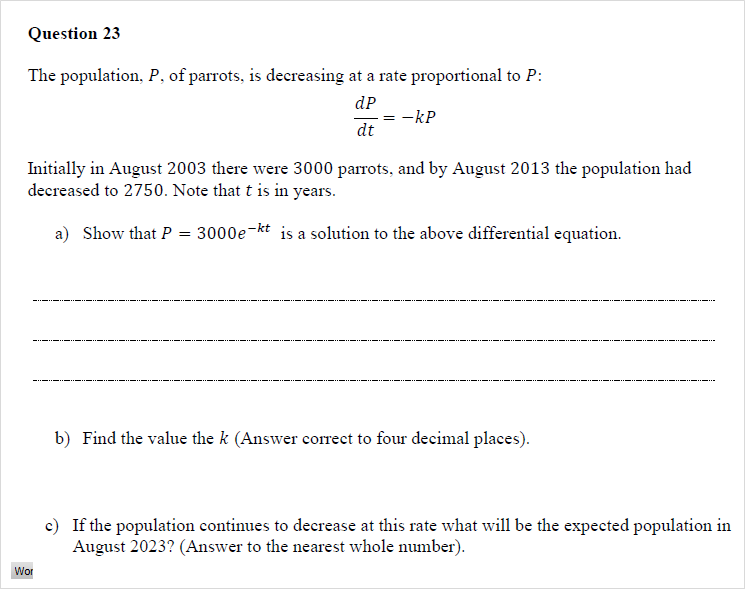 Question 23
The population, P, of parrots, is decreasing at a rate proportional to P:
dP
dt = −kP
Initially in August 2003 there were 3000 parrots, and by August 2013 the population had
decreased to 2750. Note that t is in years.
a) Show that P = 3000e^−kt is a solution to the above differential equation.
b) Find the value the k (Answer correct to four decimal places).
c) If the population continues to decrease at this rate what will be the expected population in
August 2023? (Answer to the nearest whole number).
Wor